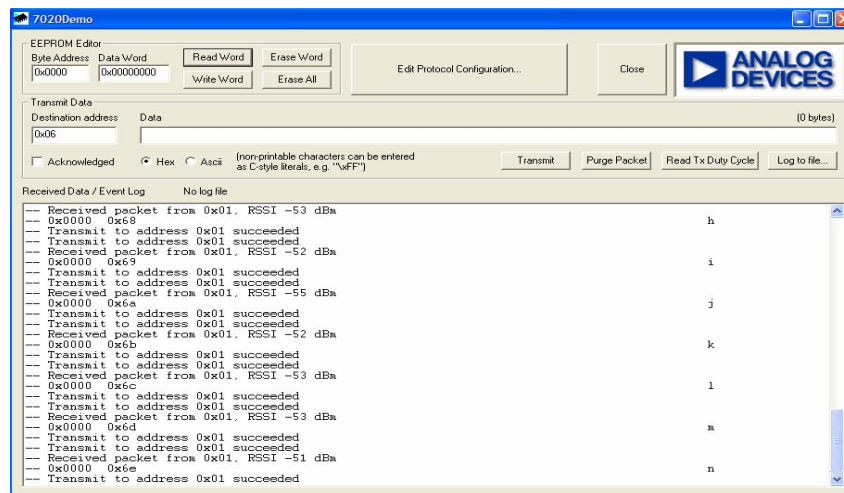 7020Demo
EEPROM Editor
Byte Address Data Word
0x0000 0x00000000 Read Word Erase Word
Write Word Erase All
Edit Protocol Configuration...
Close
ANALOG
DEVICES
Transmit Data
Destination address Data (0 bytes)
0x06
Acknowledged Hex Ascii (non-printable characters can be entered
as C-style literals, e.g. "\xFF")
Transmit Purge Packet Read Tx Duty Cycle Log to file...
Received Data / Event Log No log file
-- Received packet from 0x01, RSSI -53 dBm
-- 0x0000 0x68 h
-- Transmit to address 0x01 succeeded
-- Transmit to address 0x01 succeeded
-- Received packet from 0x01, RSSI -52 dBm
-- 0x0000 0x69 i
-- Transmit to address 0x01 succeeded
-- Transmit to address 0x01 succeeded
-- Received packet from 0x01, RSSI -55 dBm
-- 0x0000 0x6a j
-- Transmit to address 0x01 succeeded
-- Transmit to address 0x01 succeeded
-- Received packet from 0x01, RSSI -52 dBm
-- 0x0000 0x6b k
-- Transmit to address 0x01 succeeded
-- Transmit to address 0x01 succeeded
-- Received packet from 0x01, RSSI -53 dBm
-- 0x0000 0x6c l
-- Transmit to address 0x01 succeeded
-- Transmit to address 0x01 succeeded
-- Received packet from 0x01, RSSI -53 dBm
-- 0x0000 0x6d m
-- Transmit to address 0x01 succeeded
-- Transmit to address 0x01 succeeded
-- Received packet from 0x01, RSSI -51 dBm
-- 0x0000 0x6e n
-- Transmit to address 0x01 succeeded